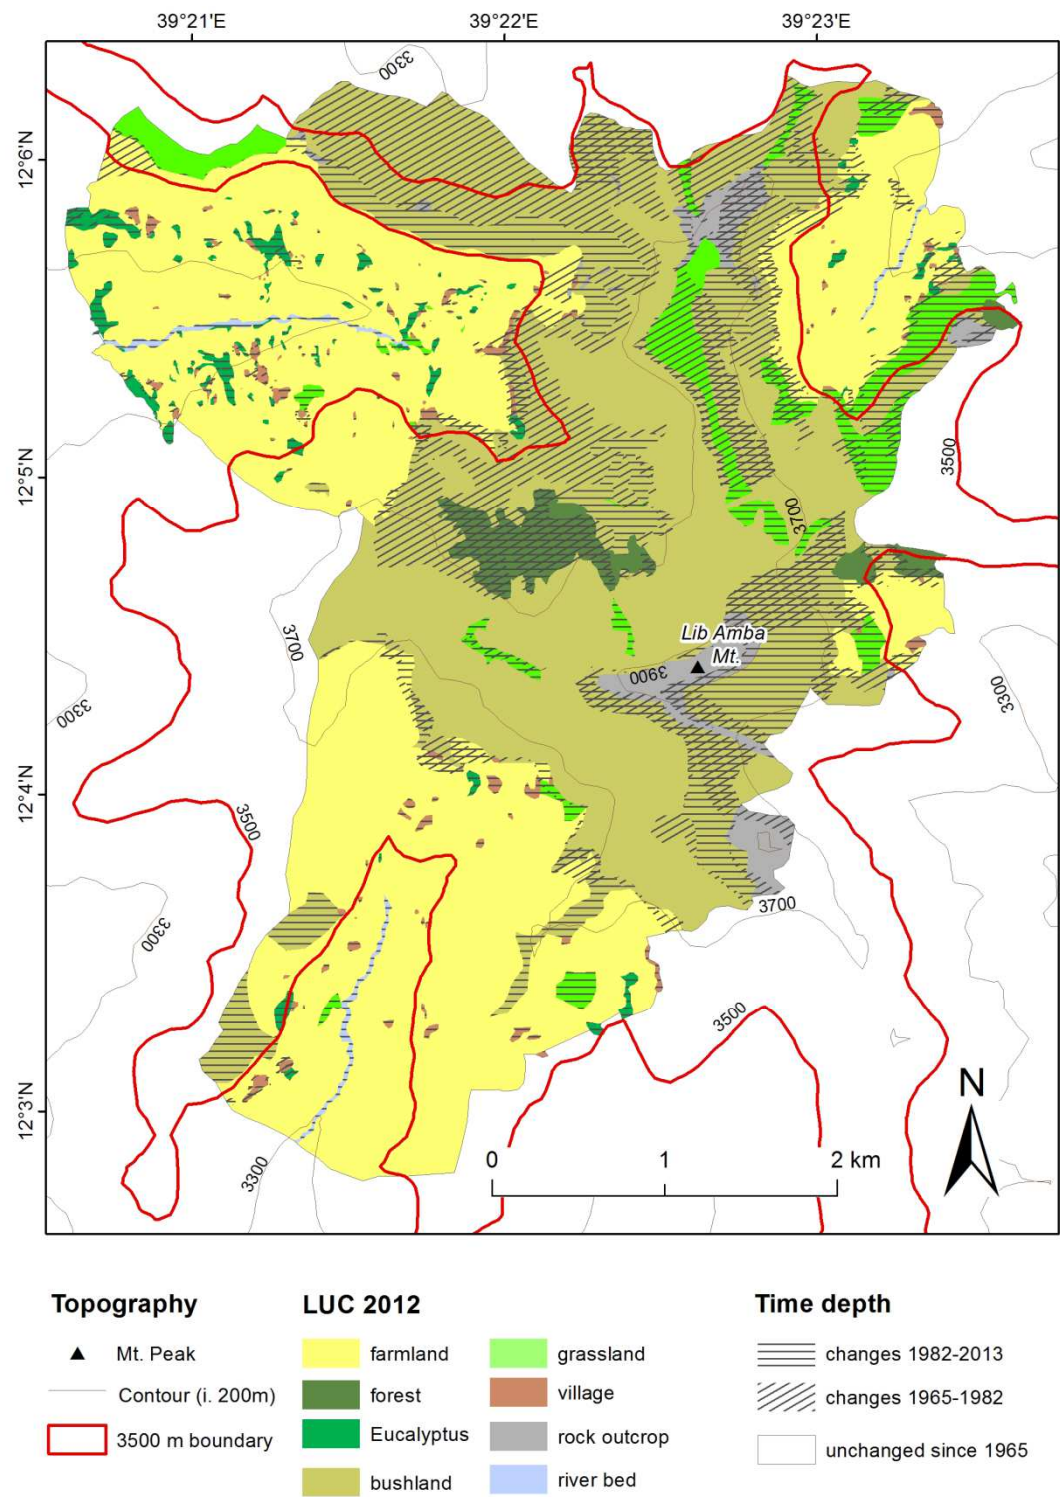 39°21'E 39°22'E 39°23'E
3300
12°6'N
12°5'N
3500
3700
Lib Amba
Mt.
3900
3700
3300
3300
12°4'N
3500
3700
3300
3500
12°3'N
3300
N
0 1 2 km
Topography
Mt. Peak
Contour (i. 200m)
3500 m boundary
LUC 2012
farmland
forest
Eucalyptus
bushland
grassland
village
rock outcrop
river bed
Time depth
changes 1982-2013
changes 1965-1982
unchanged since 1965